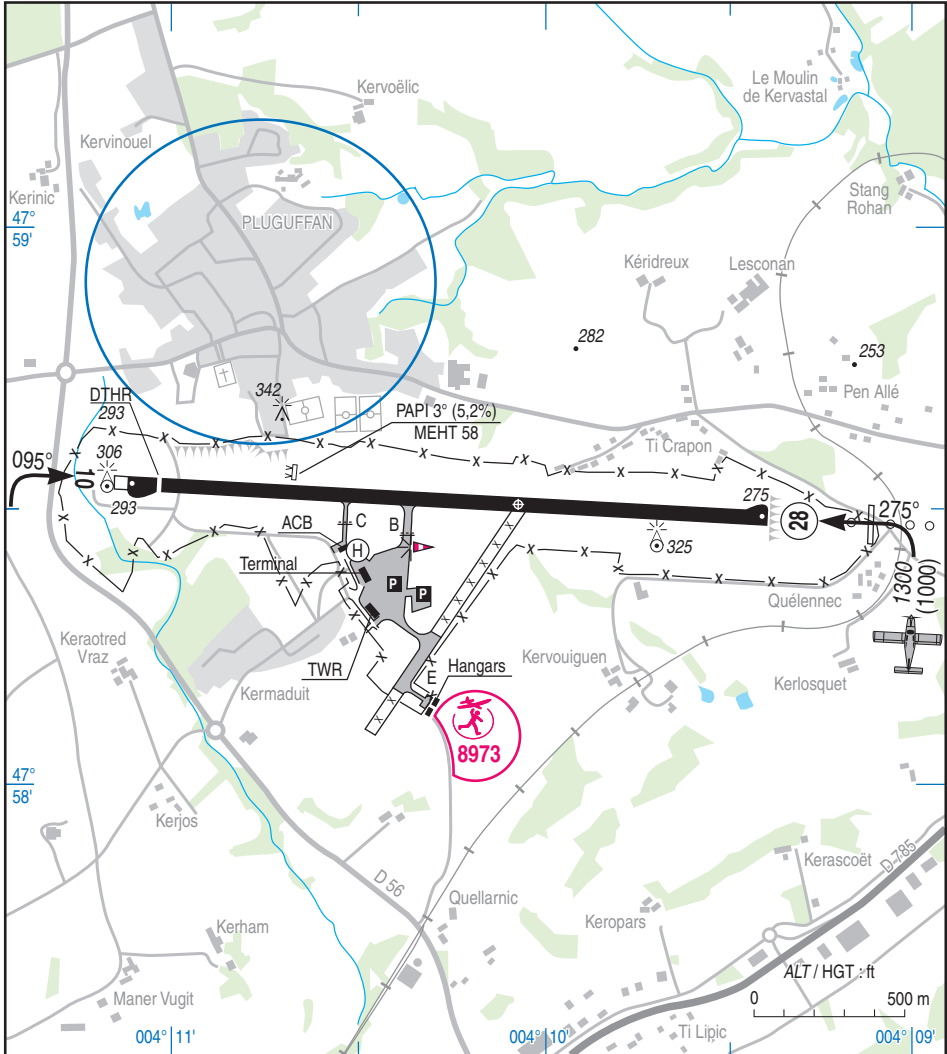 Kervoëlic
Le Moulin
de Kervastal
Kervinouel
Kerinic
Stang
Rohan
47°
59'
PLUGUFFAN
Kéridreux
Lesconan
282
253
Pen Allé
DTHR
293
342
PAPI 3° (5,2%)
MEHT 58
Ti Crapon
095°
10
306
293
275
28
275°
ACB
C
B
H
325
Terminal
P
P
1300
(1000)
Quélennec
Keraotred
Vraz
TWR
E
Hangars
Kervouiguen
Kerlosquet
Kermaduit
8973
47°
58'
Kerjos
D 56
Kerascoët
D 785
Quellarnic
Keropars
Kerham
ALT / HGT : ft
Maner Vugit
0
500 m
Ti Lipic
004° 11'
004° 10'
004° 09'